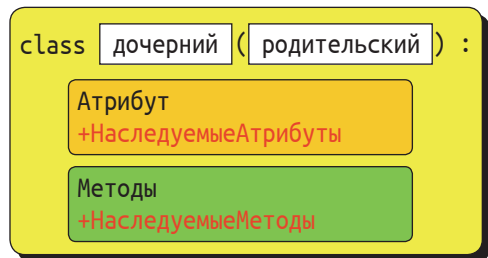 class дочерний ( родительский ) :
Атрибут
+НаследуемыеАтрибуты
Методы
+НаследуемыеМетоды